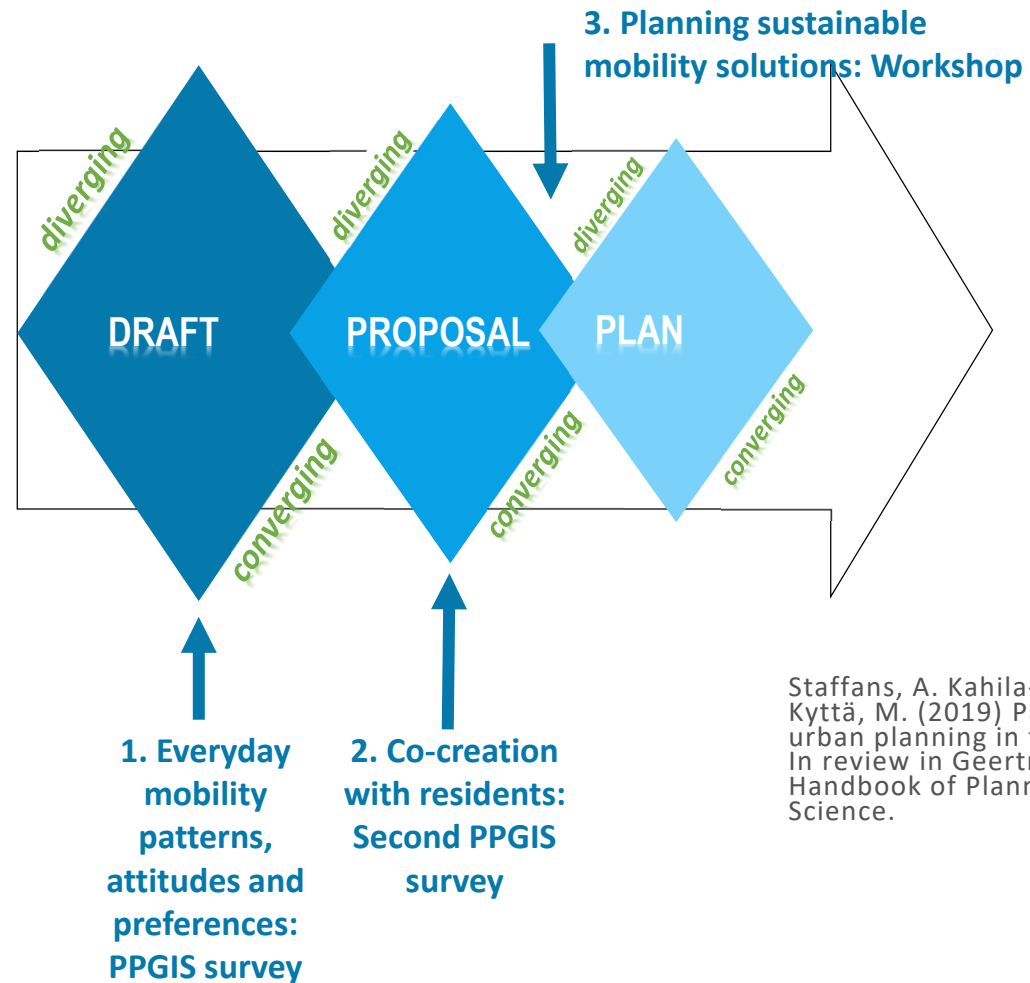 3. Planning sustainable
mobility solutions: Workshop
diverging
diverging
diverging
DRAFT
PROPOSAL
PLAN
converging
converging
converging
1. Everyday
mobility
patterns,
attitudes and
preferences:
PPGIS survey
2. Co-creation
with residents:
Second PPGIS
survey
Staffans, A. Kahila-
Kyttä, M. (2019)
urban planning in
In review in
Handbook of
Science.